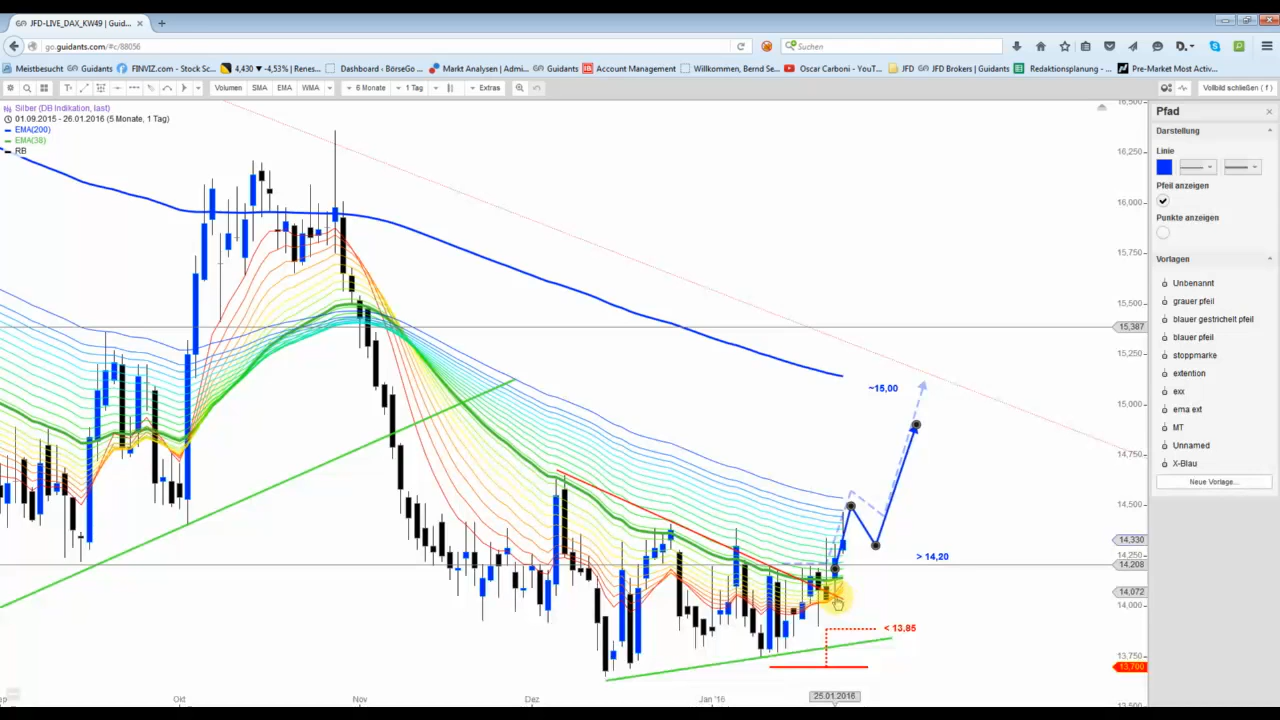 JFD-LIVE_DAX_KW49 | Guid...
go.guidants.com/#c/88056
Suchen
Meistbesucht
Guidants
FINVIZ.com - Stock Sc...
4,430 ▼ -4,53% | Rones...
Dashboard - BörseGo ...
Markt Analysen | Admi...
Guidants
Account Management
Willkommen, Bernd Se...
Oscar Carboni - YouT...
JFD
JFD Brokers | Guidants
Redaktionsplanung - ...
Pre-Market Most Activ...
Volumen
SMA
EMA
WMA
6 Monate
1 Tag
Extras
Vollbild schließen ( f )
Silber (DB Indikation, last)
01.09.2015 - 26.01.2016 (5 Monate, 1 Tag)
EMA(200)
EMA(38)
RB
16,500
16,250
16,000
15,750
15,500
15,387
15,250
15,000
14,750
14,500
14,330
14,250
14,208
14,072
14,000
13,750
13,700
13,500
~15,00
> 14,20
< 13,85
Okt
Nov
Dez
Jan '16
25.01.2016
Pfad
Darstellung
Linie
Pfeil anzeigen
Punkte anzeigen
Vorlagen
Unbenannt
grauer pfeil
blauer gestrichelt pfeil
blauer pfeil
stoppmarke
extention
exx
ema ext
MT
Unnamed
X-Blau
Neue Vorlage...